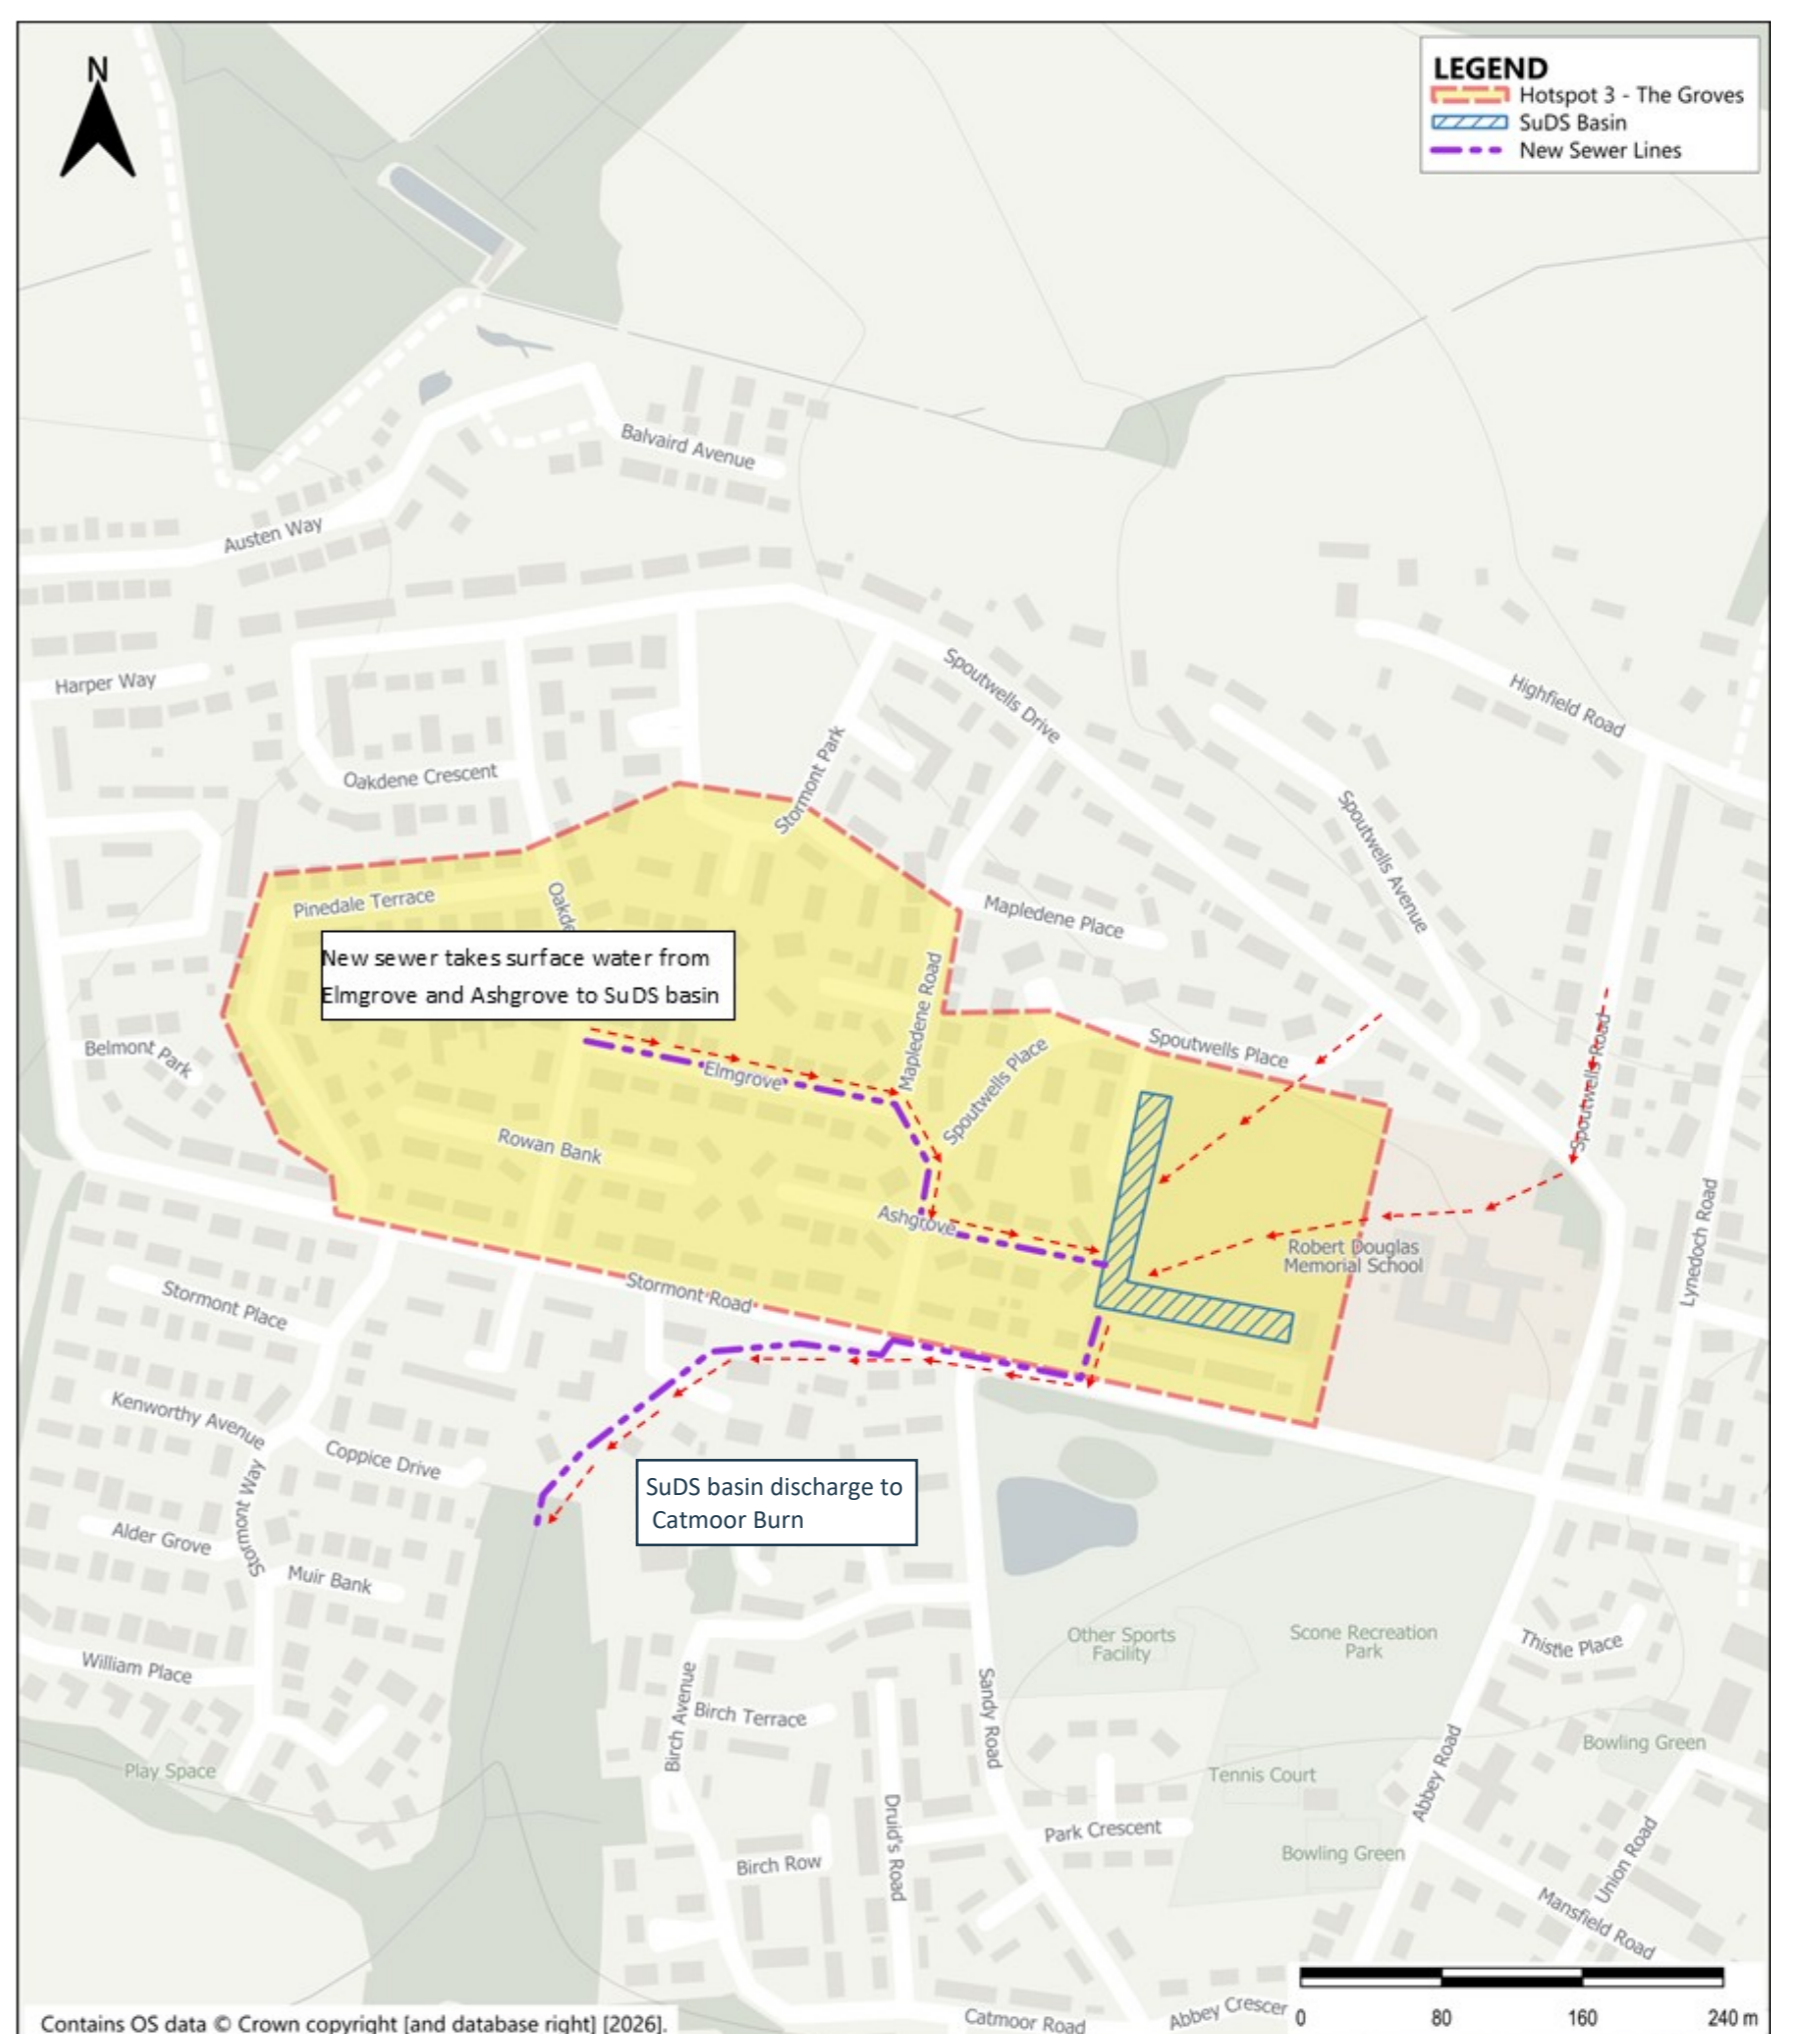 N
LEGEND
Hotspot 3 - The Groves
SuDS Basin
New Sewer Lines
Balvaird Avenue
Austen Way
Harper Way
Spoutwells Drive
Highfield Road
Oakdene Crescent
Stormont Park
Spoutwells Avenue
Pinedale Terrace
Oakde
Mapledene Place
New sewer takes surface water from
Elmgrove and Ashgrove to SuDS basin
Mapledene Road
Belmont Park
Elmgrove
Spoutwells Place
Spoutwells Place
Spoutwells Road
Rowan Bank
Ashgrove
Robert Douglas
Memorial School
Lynedoch Road
Stormont Place
Stormont Road
Kenworthy Avenue
Coppice Drive
Stormont Way
SuDS basin discharge to
Catmoor Burn
Alder Grove
Muir Bank
Other Sports
Facility
Scone Recreation
Park
Thistle Place
William Place
Birch Avenue
Birch Terrace
Sandy Road
Play Space
Tennis Court
Abbey Road
Bowling Green
Druid's Road
Park Crescent
Birch Row
Bowling Green
Union Road
Mansfield Road
Catmoor Road
Abbey Crescer
0 80 160 240 m
Contains OS data © Crown copyright [and database right] [2026].